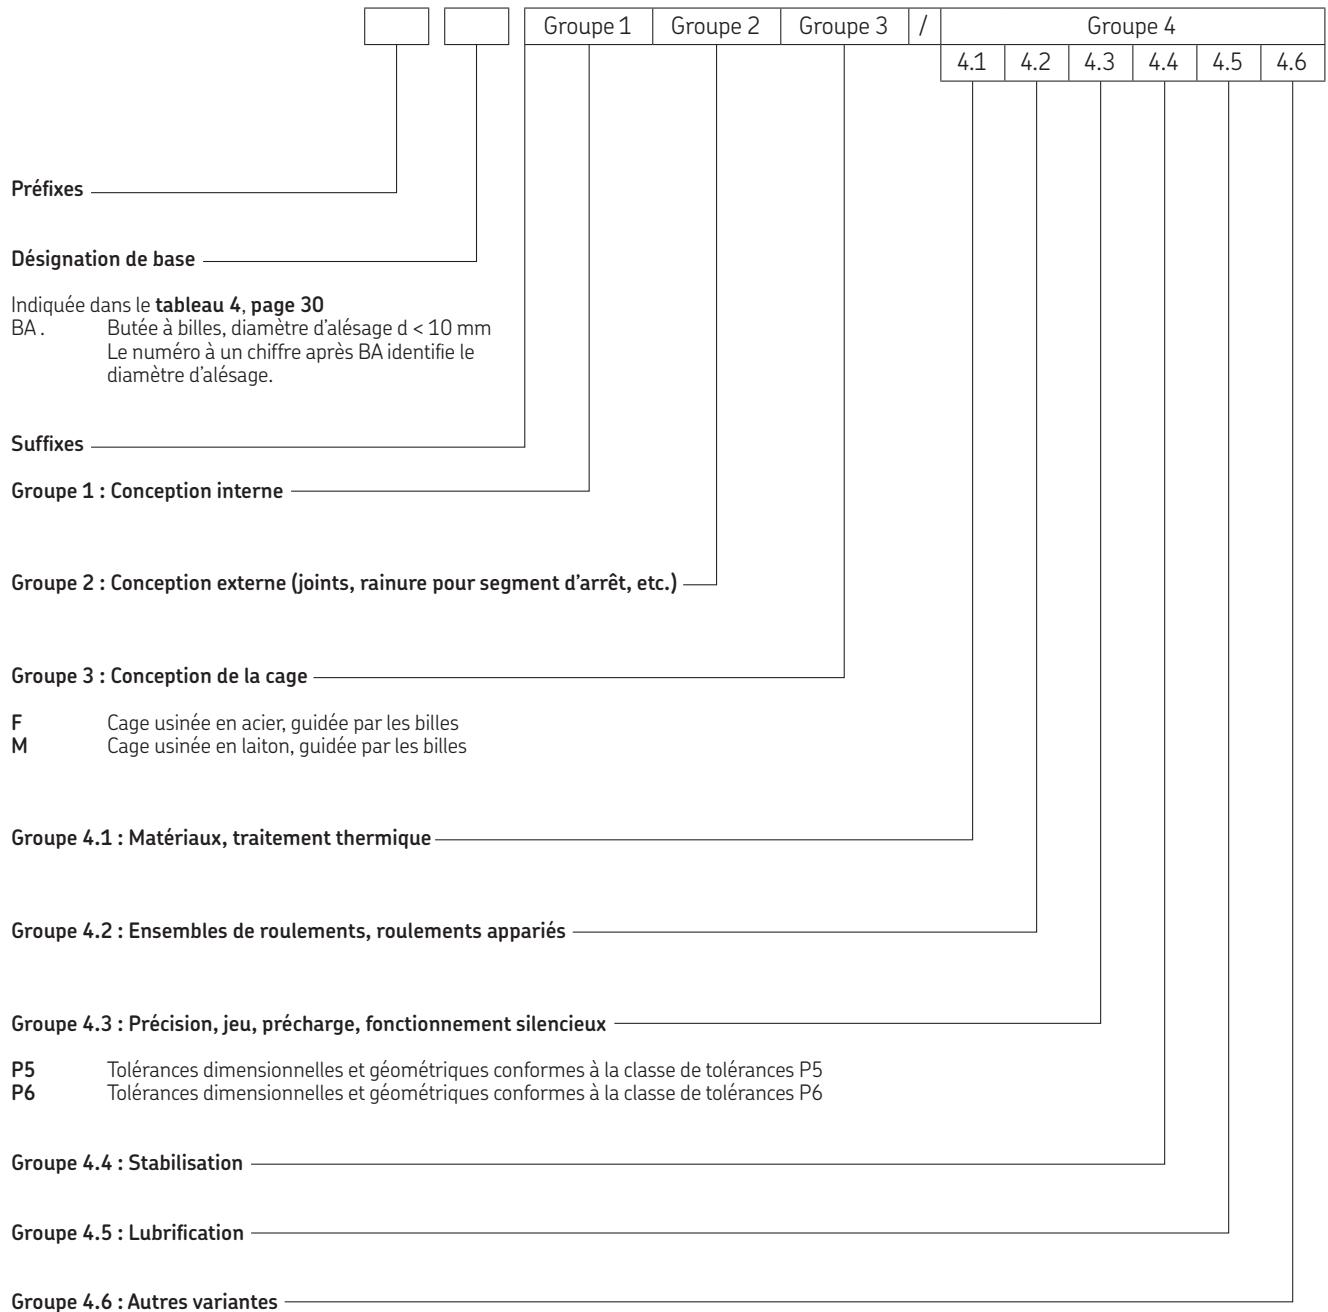 Groupe 1 Groupe 2 Groupe 3 / Groupe 4
4.1 4.2 4.3 4.4 4.5 4.6
Préfixes
Désignation de base
Indiquée dans le tableau 4, page 30
BA . Butée à billes, diamètre d’alésage d < 10 mm
Le numéro à un chiffre après BA identifie le
diamètre d’alésage.
Suffixes
Groupe 1 : Conception interne
Groupe 2 : Conception externe (joints, rainure pour segment d’arrêt, etc.)
Groupe 3 : Conception de la cage
F Cage usinée en acier, guidée par les billes
M Cage usinée en laiton, guidée par les billes
Groupe 4.1 : Matériaux, traitement thermique
Groupe 4.2 : Ensembles de roulements, roulements appariés
Groupe 4.3 : Précision, jeu, précharge, fonctionnement silencieux
P5 Tolérances dimensionnelles et géométriques conformes à la classe de tolérances P5
P6 Tolérances dimensionnelles et géométriques conformes à la classe de tolérances P6
Groupe 4.4 : Stabilisation
Groupe 4.5 : Lubrification
Groupe 4.6 : Autres variantes